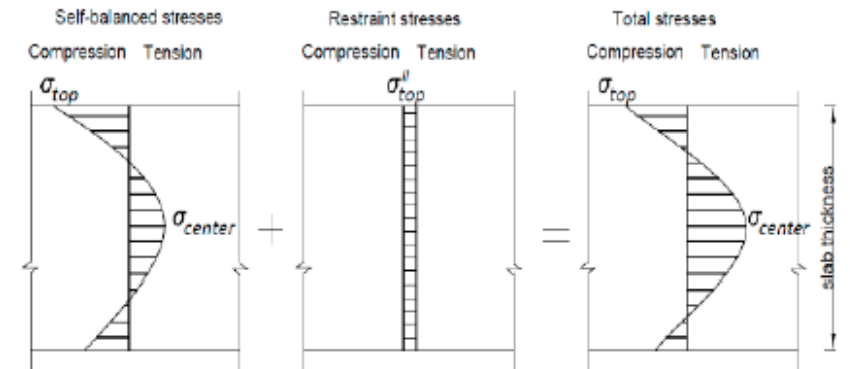 Self-balanced stresses Restraint stresses Total stresses
Compression Tension Compression Tension Compression Tension
σtop σ″top σtop
σcenter + = σcenter
slab thickness